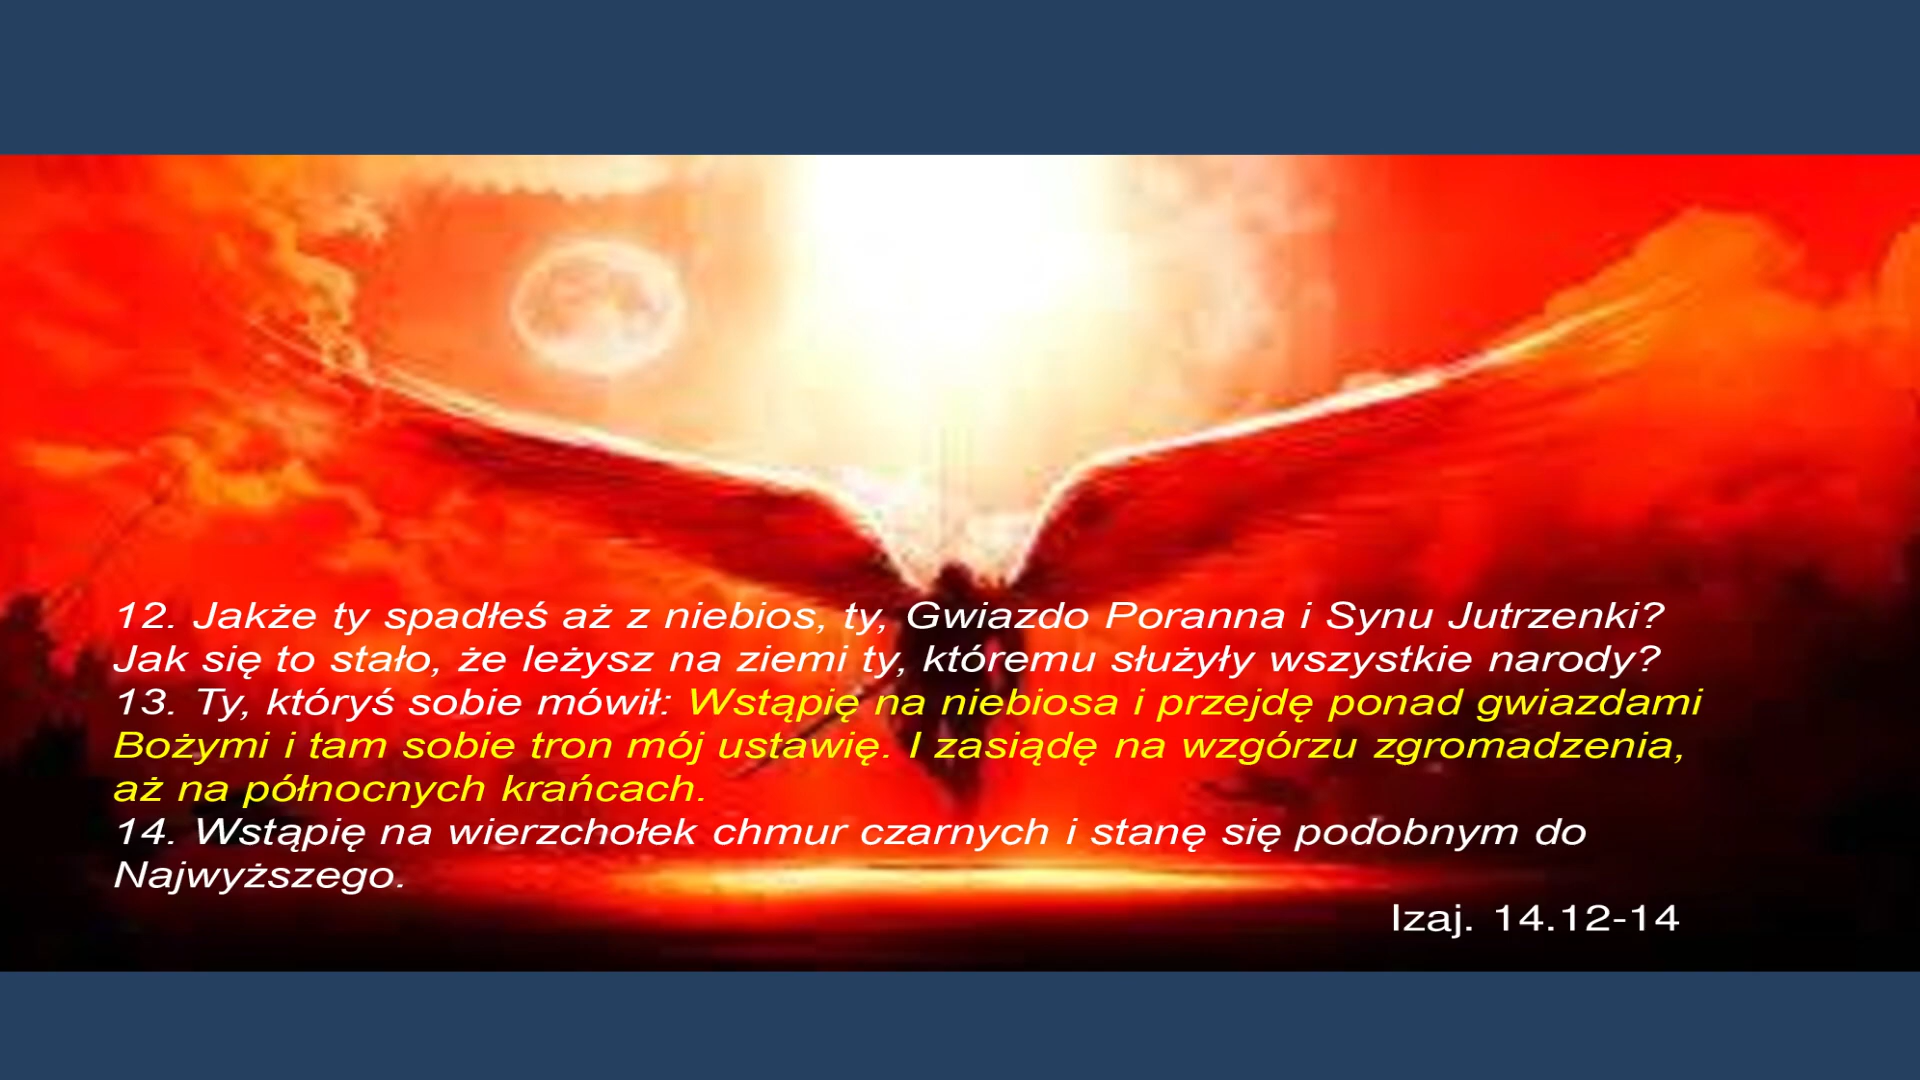 12. Jakże ty spadłeś aż z niebios, ty, Gwiazdo Poranna i Synu Jutrzenki?
Jak się to stało, że leżysz na ziemi ty, któremu służyły wszystkie narody?
13. Ty, któryś sobie mówił: Wstąpię na niebiosa i przejdę ponad gwiazdami
Bożymi i tam sobie tron mój ustawię. I zasiądę na wzgórzu zgromadzenia,
aż na północnych krańcach.
14. Wstąpię na wierzchołek chmur czarnych i stanę się podobnym do
Najwyższego.
Izaj. 14.12-14